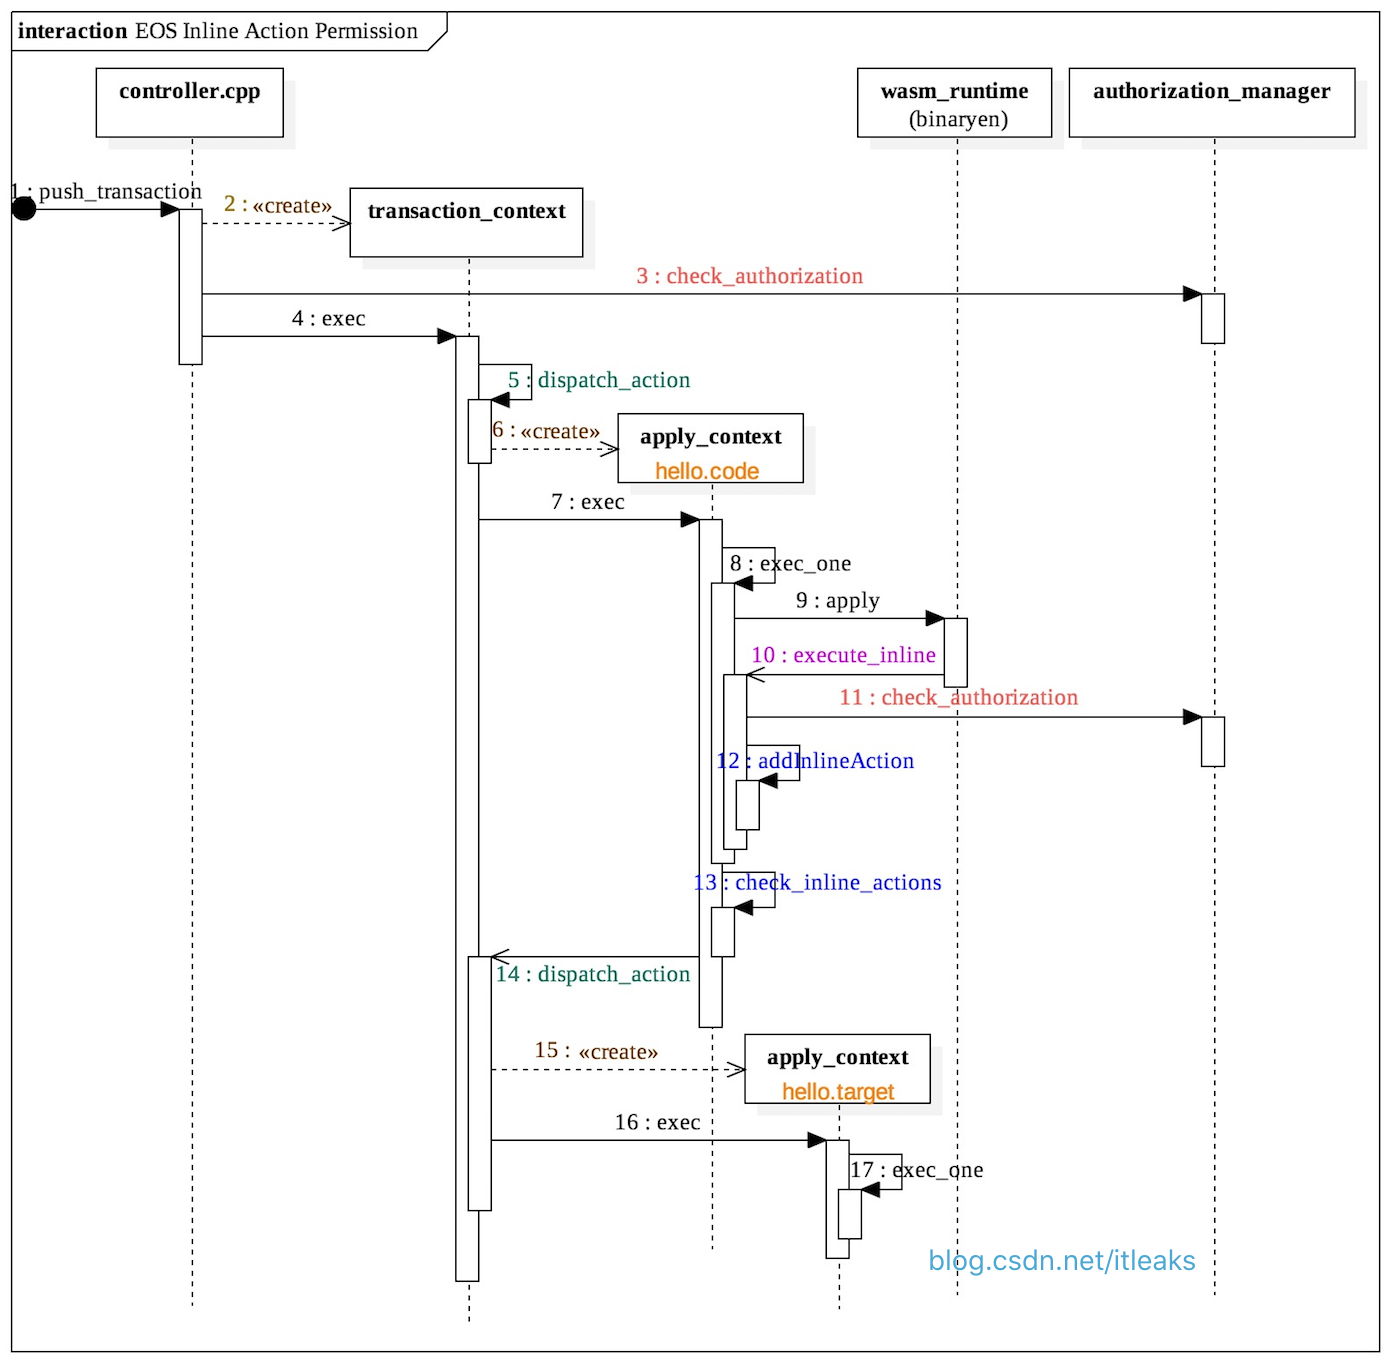 interaction EOS Inline Action Permission
controller.cpp
wasm_runtime
(binaryen)
authorization_manager
1 : push_transaction
2 : «create»
transaction_context
3 : check_authorization
4 : exec
5 : dispatch_action
6 : «create»
apply_context
hello.code
7 : exec
8 : exec_one
9 : apply
10 : execute_inline
11 : check_authorization
12 : addInlineAction
13 : check_inline_actions
14 : dispatch_action
15 : «create»
apply_context
hello.target
16 : exec
17 : exec_one
blog.csdn.net/itleaks